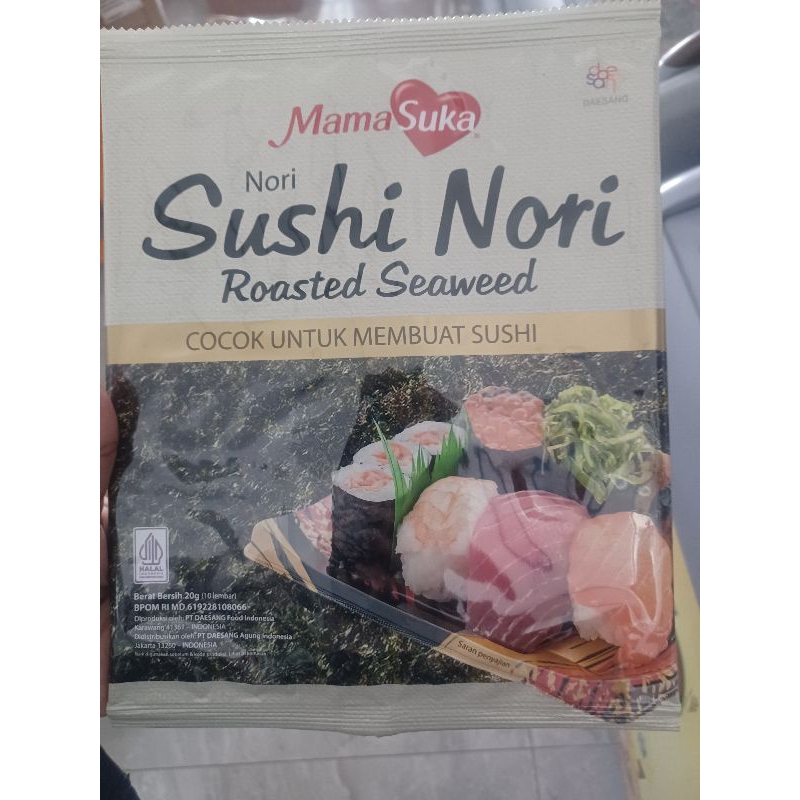 MamaSuka
DAESANG
Nori
Sushi Nori
Roasted Seaweed
COCOK UNTUK MEMBUAT SUSHI
HALAL
INDONESIA
Berat Bersih 20g (10 lembar)
BPOM RI MD.619228108066
Diproduksi oleh: PT DAESANG Food Indonesia
Karawang 41361 – INDONESIA
Didistribusikan oleh: PT DAESANG Agung Indonesia
Jakarta 13260 – INDONESIA
Saran penyajian